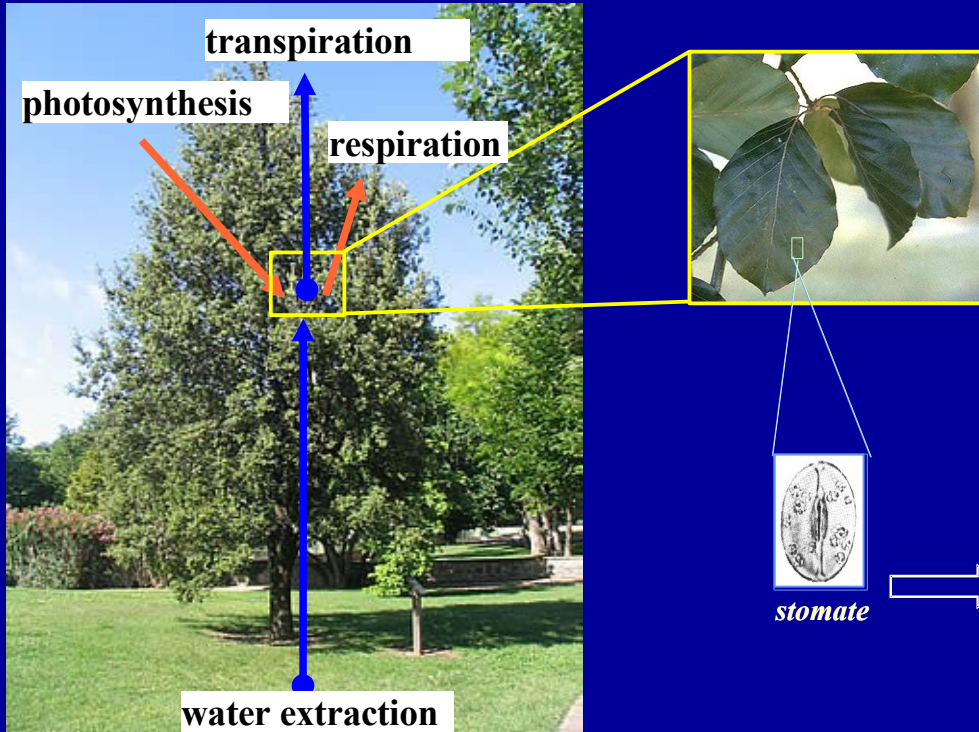 transpiration
photosynthesis
respiration
stomate
water extraction